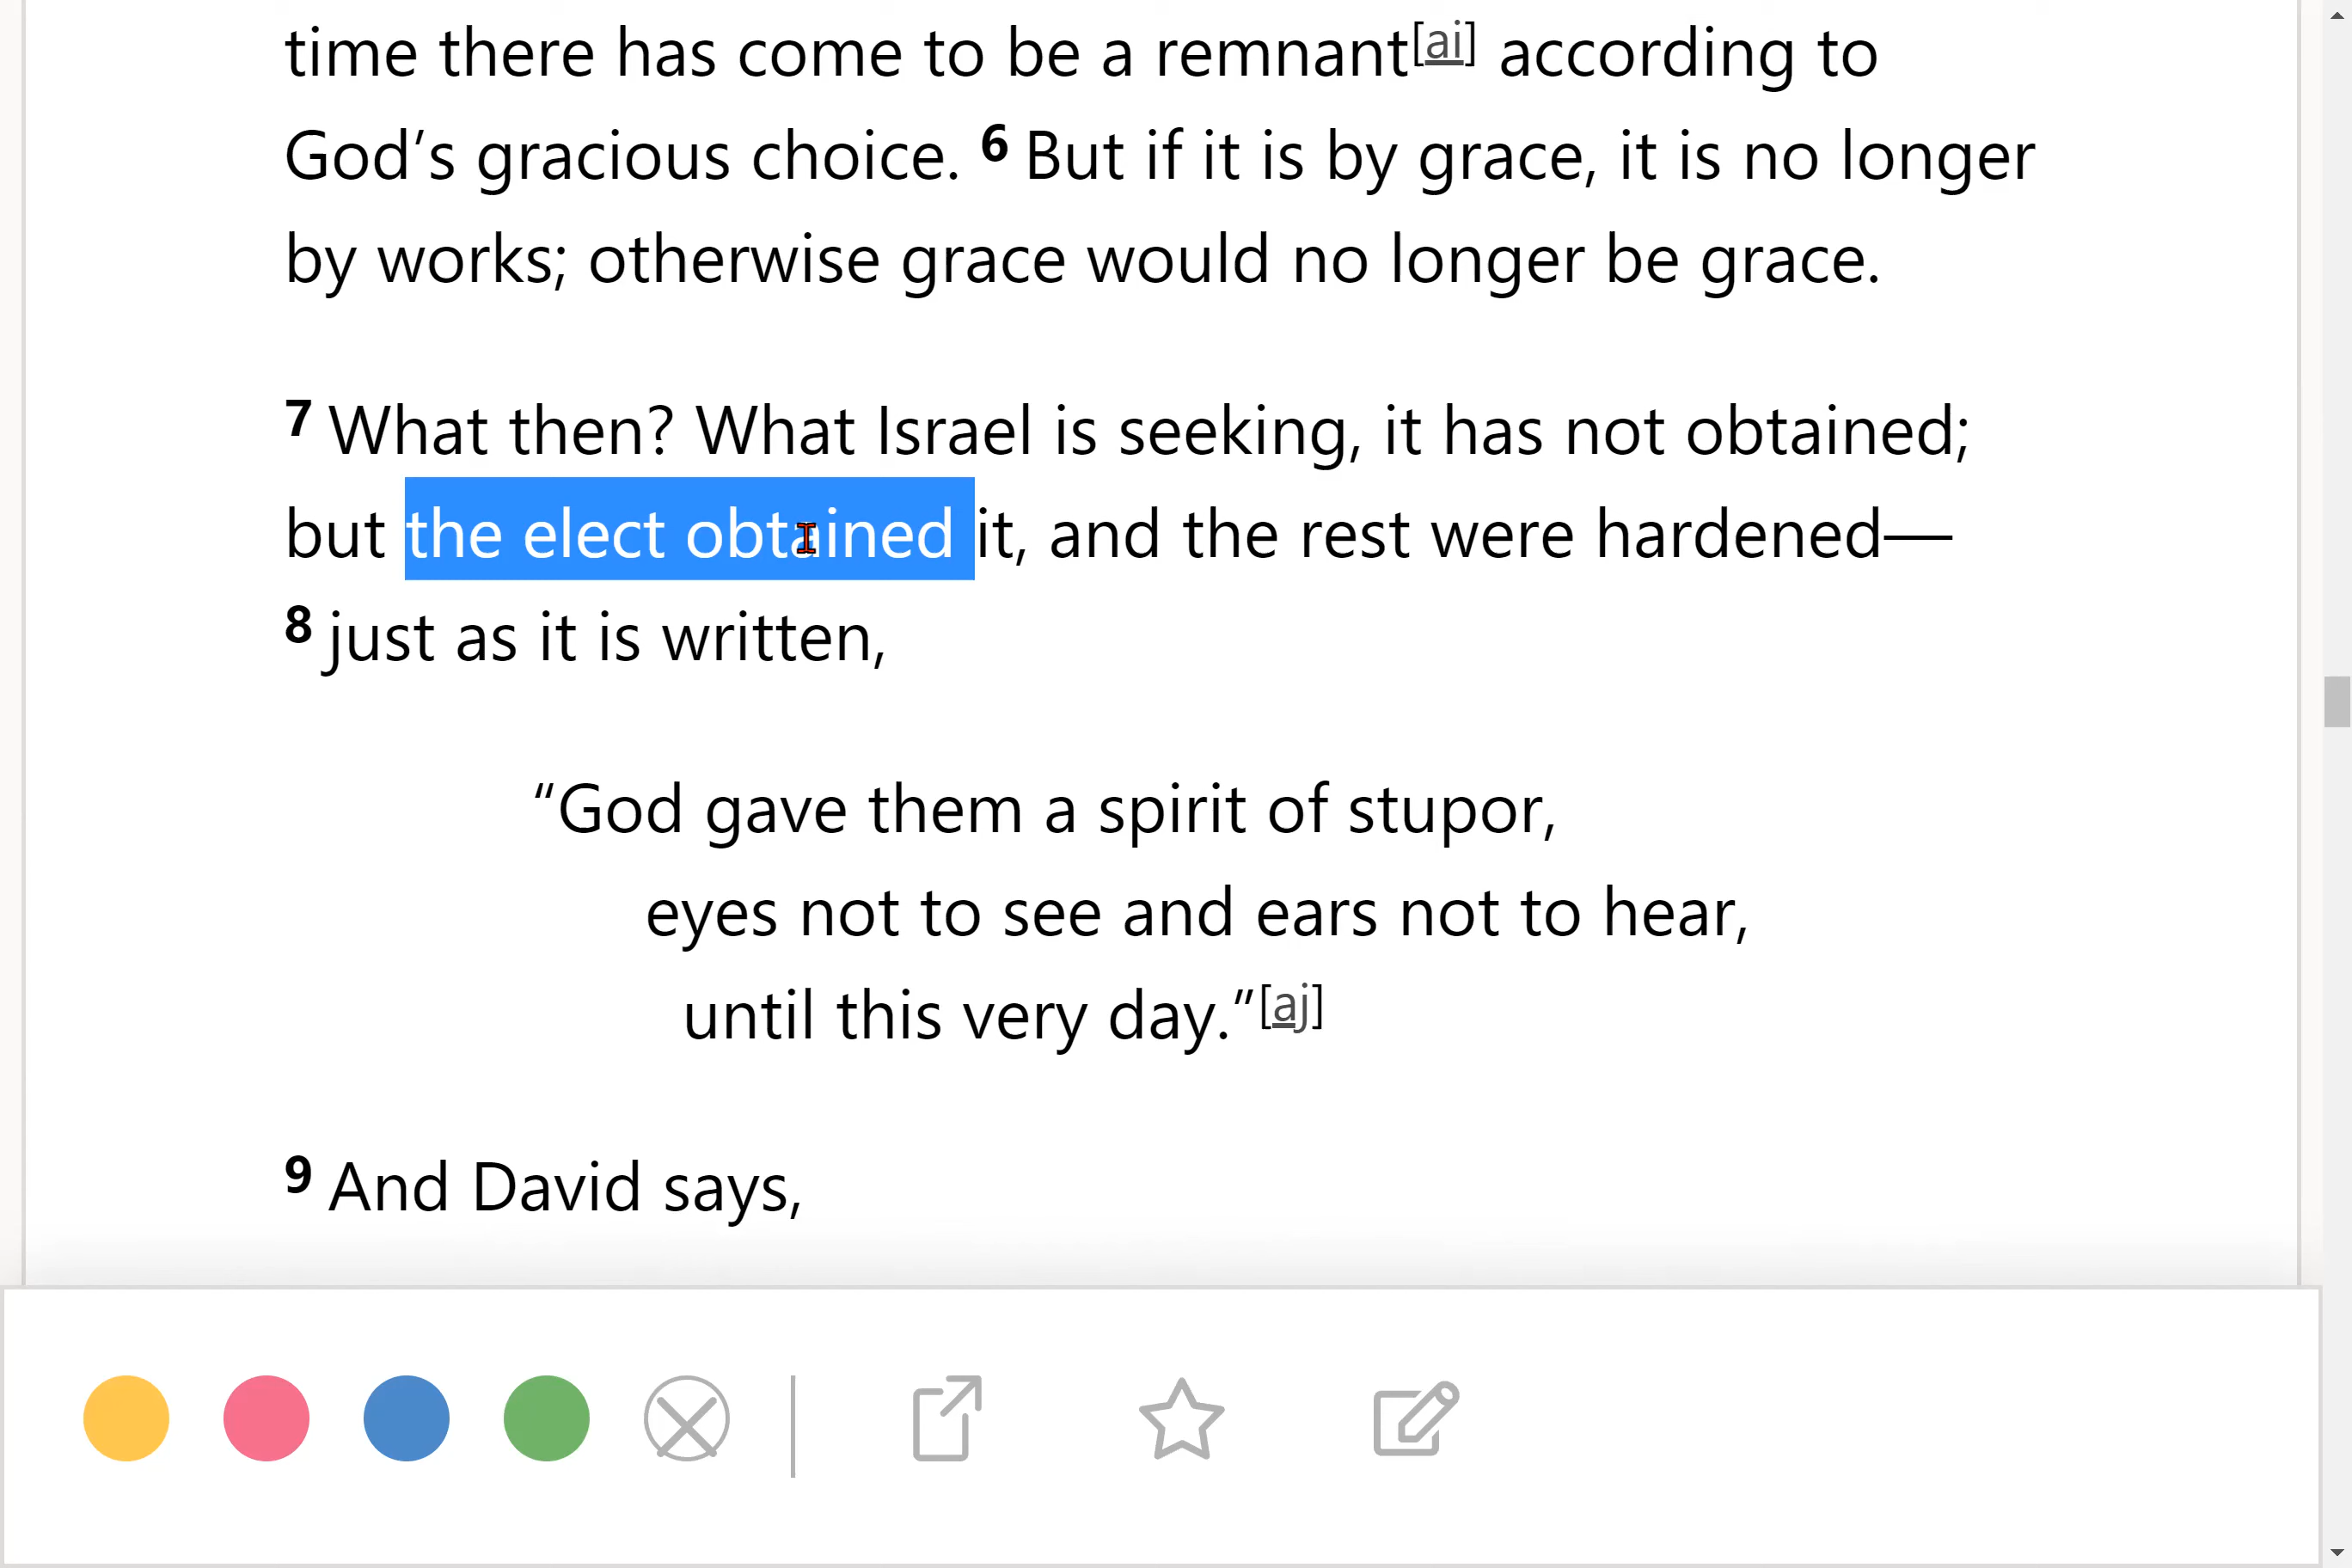 time there has come to be a remnant[ai] according to
God’s gracious choice. 6 But if it is by grace, it is no longer
by works; otherwise grace would no longer be grace.
7 What then? What Israel is seeking, it has not obtained;
but the elect obtained it, and the rest were hardened—
8 just as it is written,
“God gave them a spirit of stupor,
eyes not to see and ears not to hear,
until this very day.”[aj]
9 And David says,